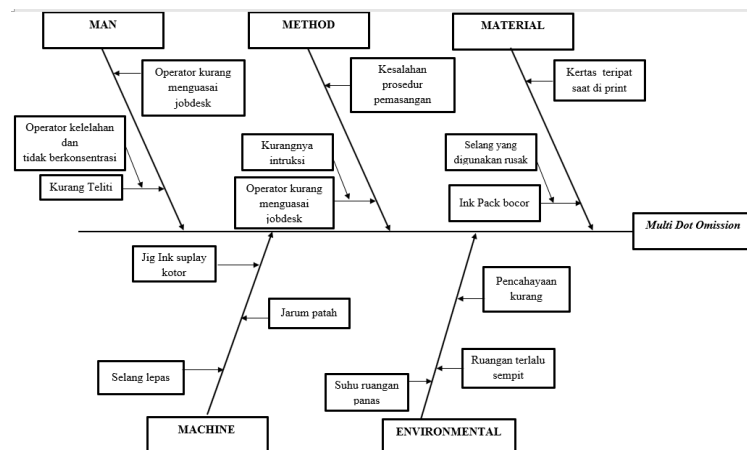 MAN
METHOD
MATERIAL
Operator kurang
menguasai
jobdesk
Kesalahan
prosedur
pemasangan
Kertas teripat
saat di print
Operator kelelahan
dan
tidak berkonsentrasi
Kurang Teliti
Kurangnya
intruksi
Operator kurang
menguasai
jobdesk
Selang yang
digunakan rusak
Ink Pack bocor
Multi Dot Omission
Jig Ink suplay
kotor
Jarum patah
Selang lepas
Pencahayaan
kurang
Ruangan terlalu
sempit
Suhu ruangan
panas
MACHINE
ENVIRONMENTAL